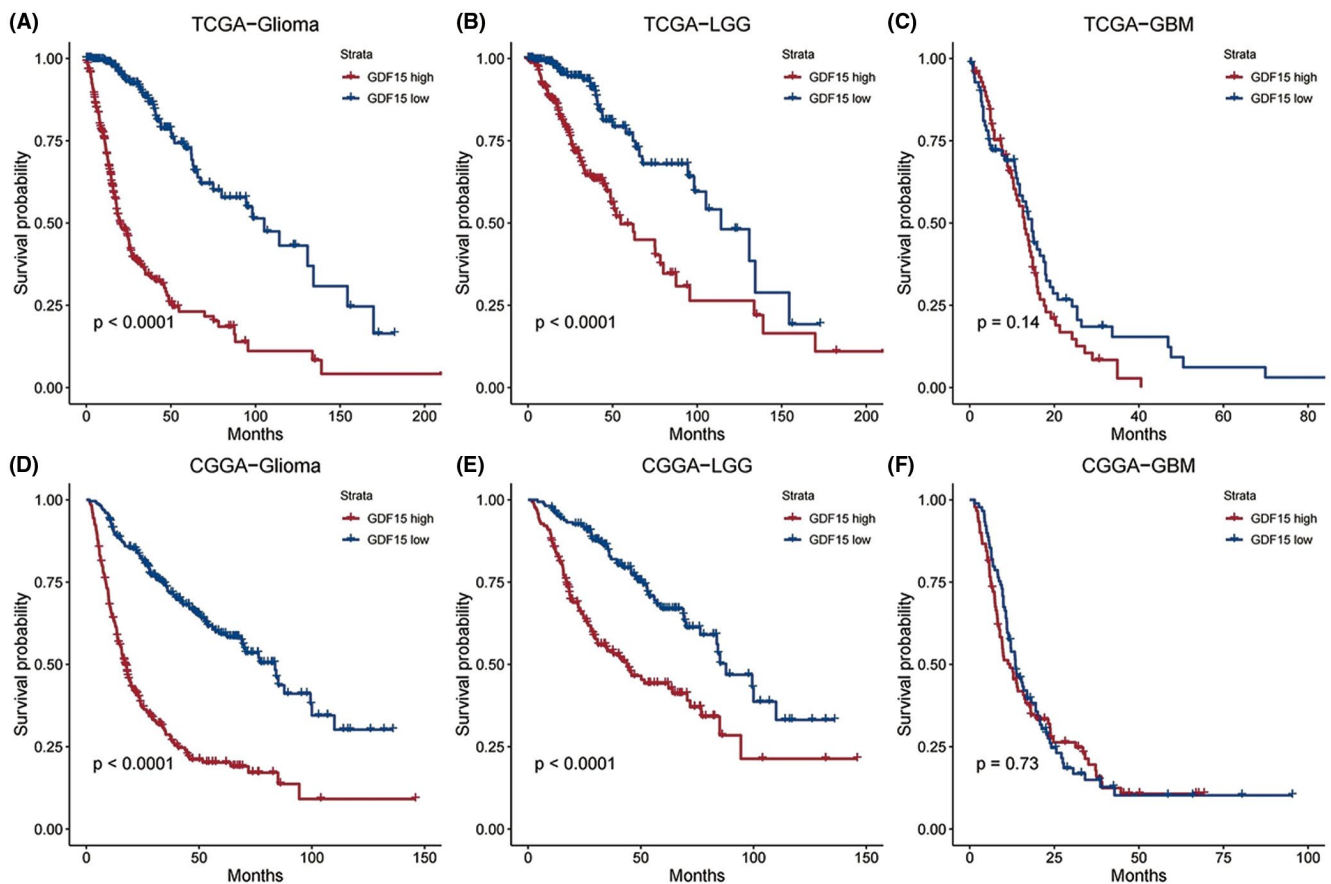 (A)
TCGA−Glioma
Survival probability
1.00
0.75
0.50
0.25
0.00
Strata
GDF15 high
GDF15 low
p < 0.0001
0 50 100 150 200
Months
(B)
TCGA−LGG
Survival probability
1.00
0.75
0.50
0.25
0.00
Strata
GDF15 high
GDF15 low
p < 0.0001
0 50 100 150 200
Months
(C)
TCGA−GBM
Survival probability
1.00
0.75
0.50
0.25
0.00
Strata
GDF15 high
GDF15 low
p = 0.14
0 20 40 60 80
Months
(D)
CGGA−Glioma
Survival probability
1.00
0.75
0.50
0.25
0.00
Strata
GDF15 high
GDF15 low
p < 0.0001
0 50 100 150
Months
(E)
CGGA−LGG
Survival probability
1.00
0.75
0.50
0.25
0.00
Strata
GDF15 high
GDF15 low
p < 0.0001
0 50 100 150
Months
(F)
CGGA−GBM
Survival probability
1.00
0.75
0.50
0.25
0.00
Strata
GDF15 high
GDF15 low
p = 0.73
0 25 50 75 100
Months